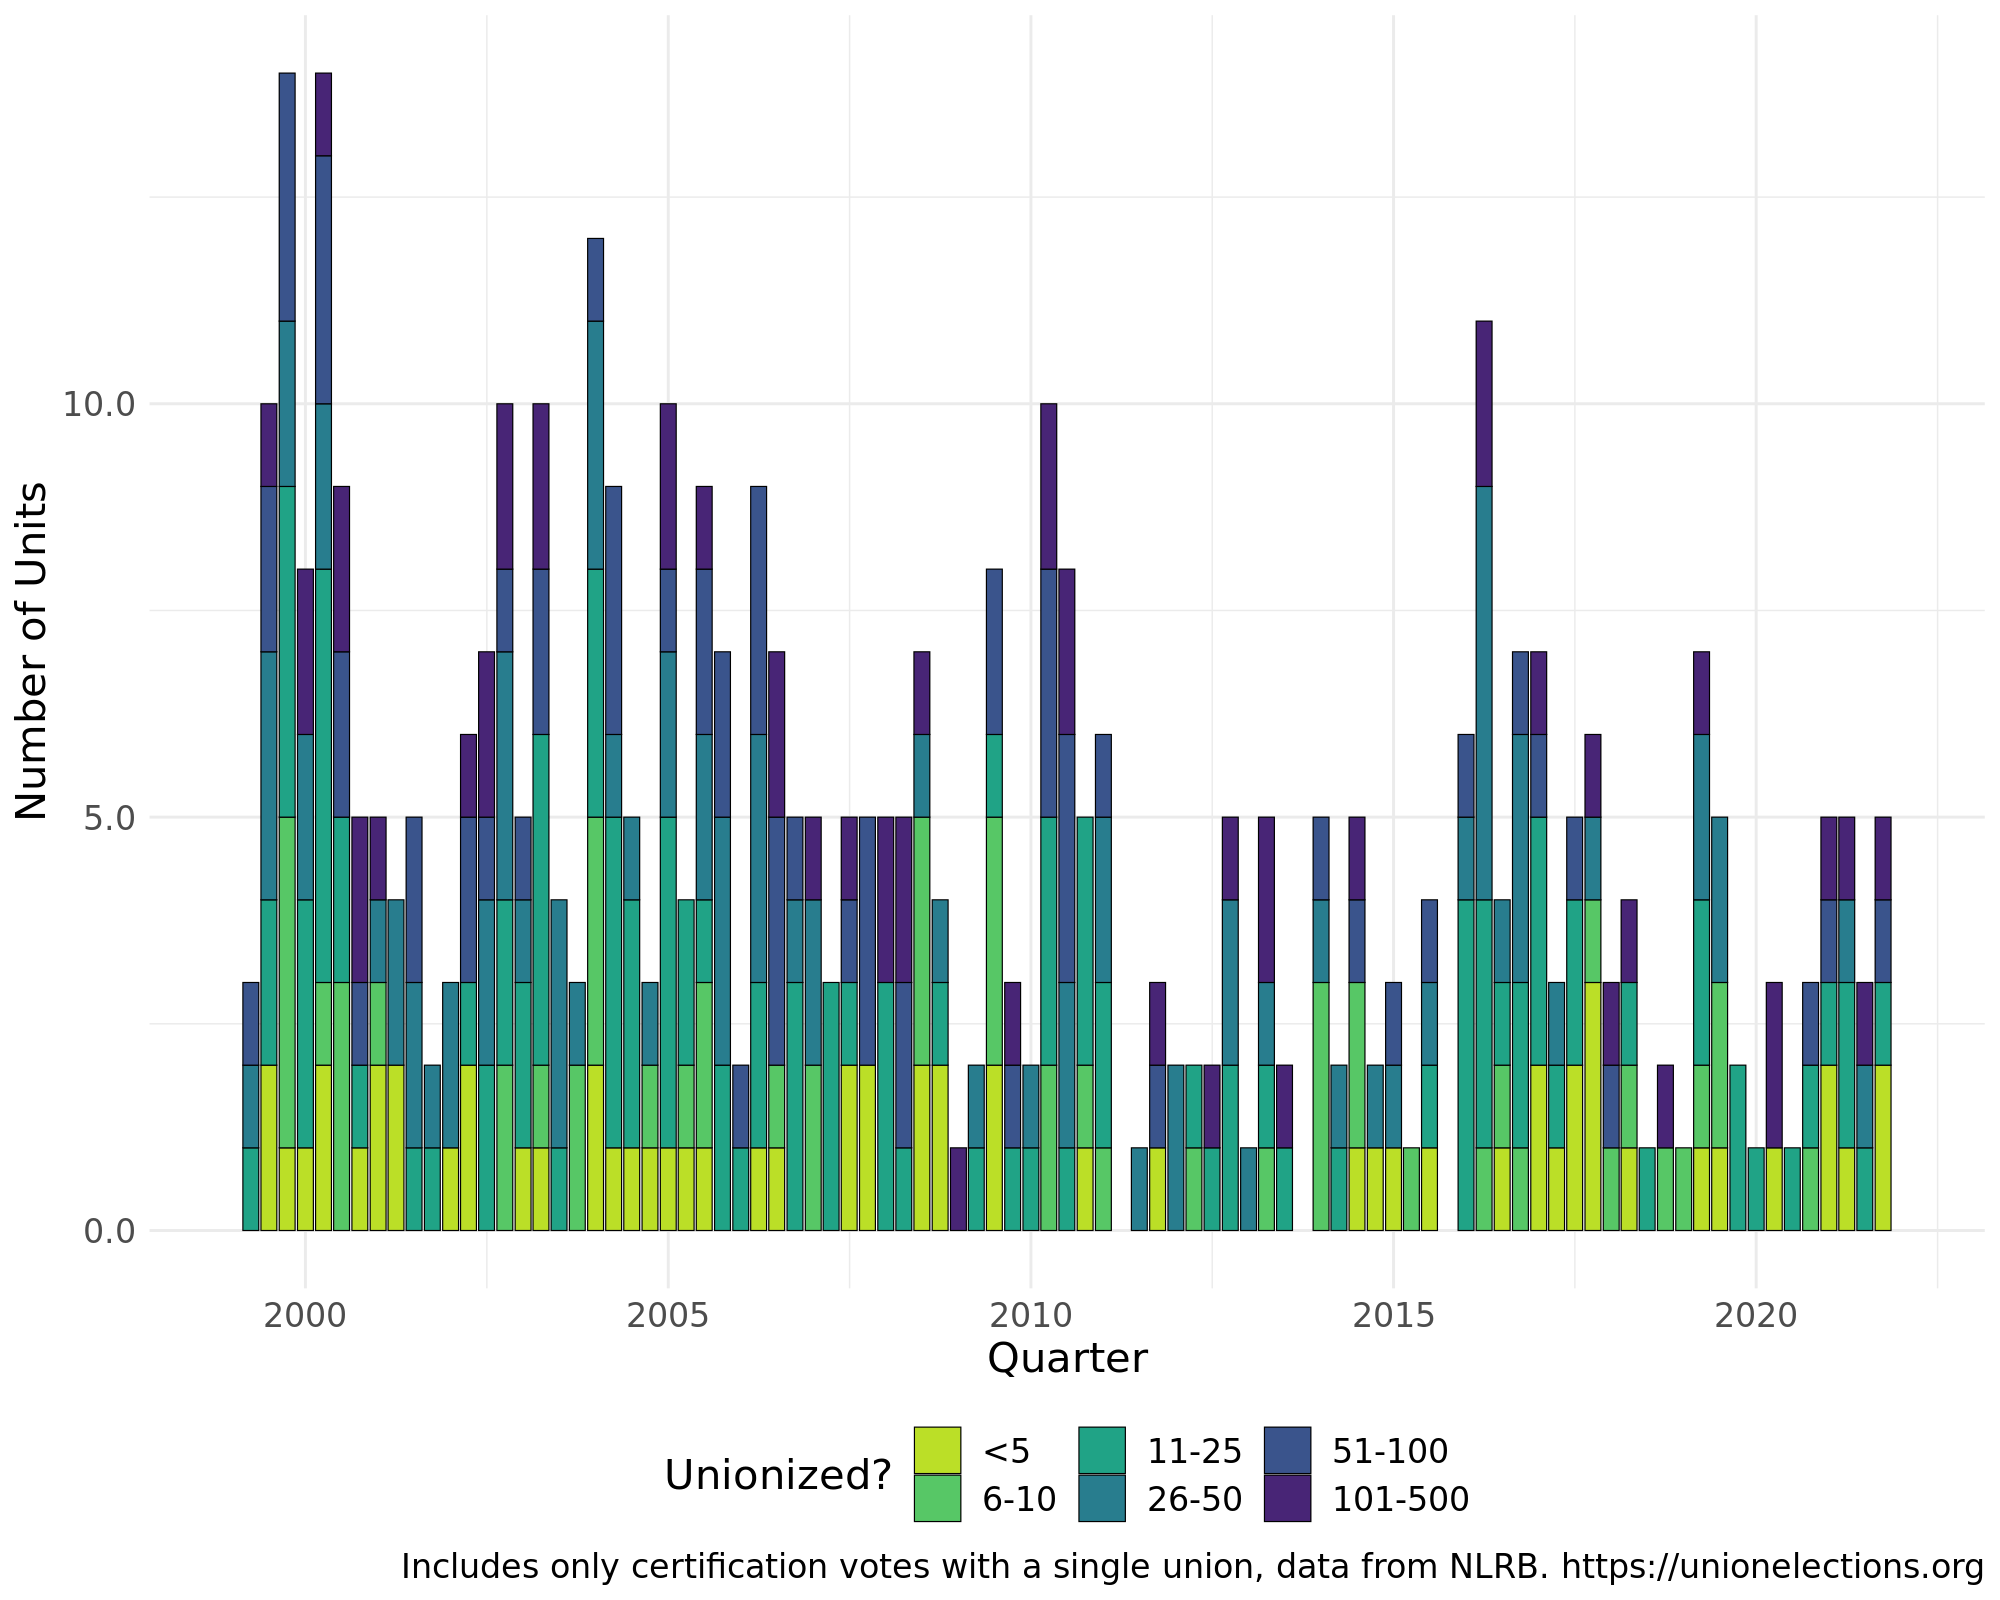 10.0
5.0
0.0
Number of Units
2000 2005 2010 2015 2020
Quarter
Unionized?
<5 11-25 51-100
6-10 26-50 101-500
Includes only certification votes with a single union, data from NLRB. https://unionelections.org